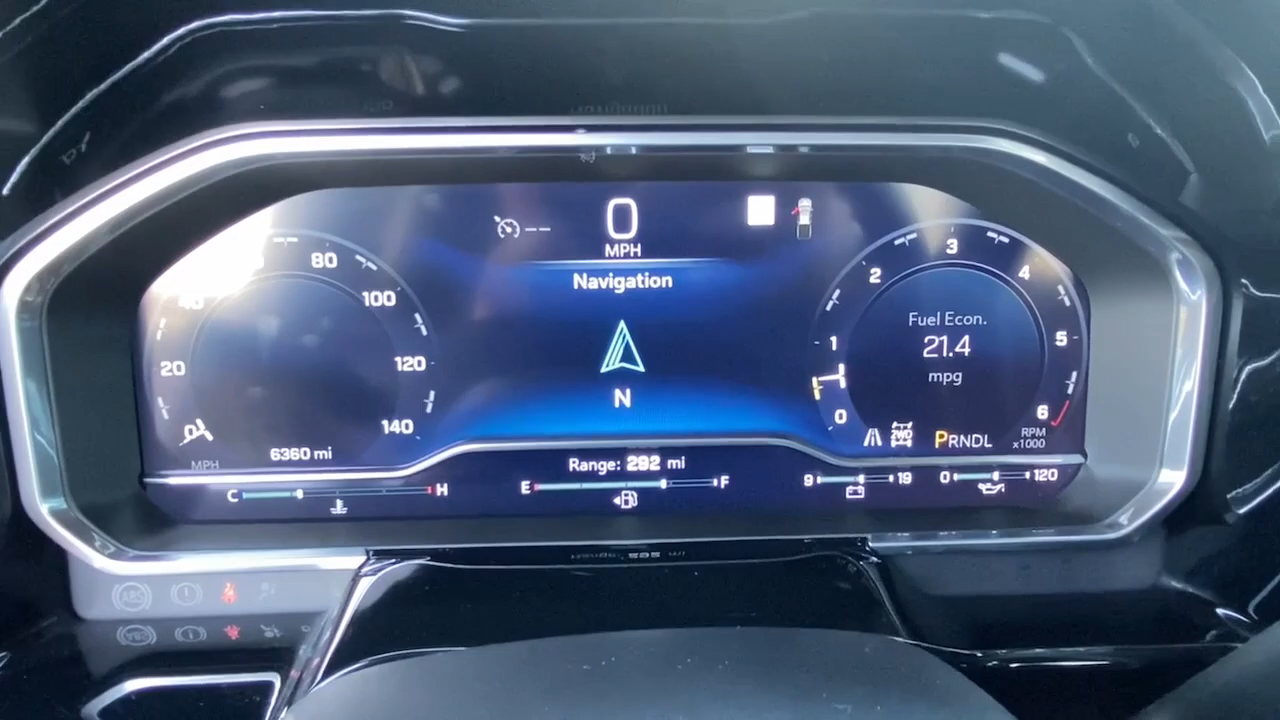 0
MPH
Navigation
N
80
100
120
140
20
MPH
6360 mi
0
1
2
3
4
5
6
RPM
x1000
Fuel Econ.
21.4
mpg
2WD
PRNDL
Range: 292 mi
C H
E F
9 19
0 120